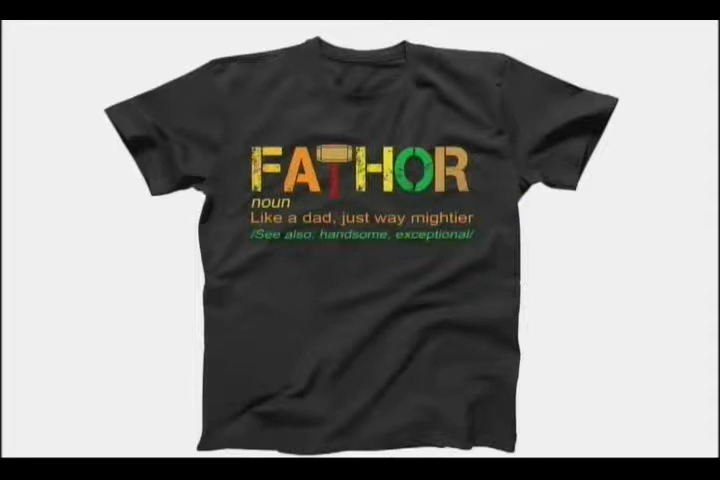 FATHOR
noun
Like a dad, just way mightier
/See also: handsome, exceptional/